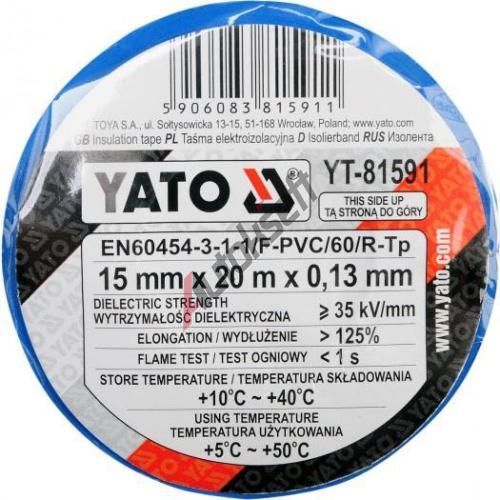 5 906083 815911
TOYA S.A., ul. Sołtysowicka 13-15, 51-168 Wrocław, Poland; www.yato.com
GB Insulation tape PL Taśma elektroizolacyjna D Isolierband RUS Изолента
YATO ® YT-81591
THIS SIDE UP
TĄ STRONĄ DO GÓRY
EN60454-3-1-1/F-PVC/60/R-Tp
15 mm x 20 m x 0,13 mm
DIELECTRIC STRENGTH
WYTRZYMAŁOŚĆ DIELEKTRYCZNA ≥ 35 kV/mm
ELONGATION / WYDŁUŻENIE > 125%
FLAME TEST / TEST OGNIOWY < 1 s
STORE TEMPERATURE / TEMPERATURA SKŁADOWANIA
+10°C ~ +40°C
USING TEMPERATURE
TEMPERATURA UŻYTKOWANIA
+5°C ~ +50°C
www.yato.com